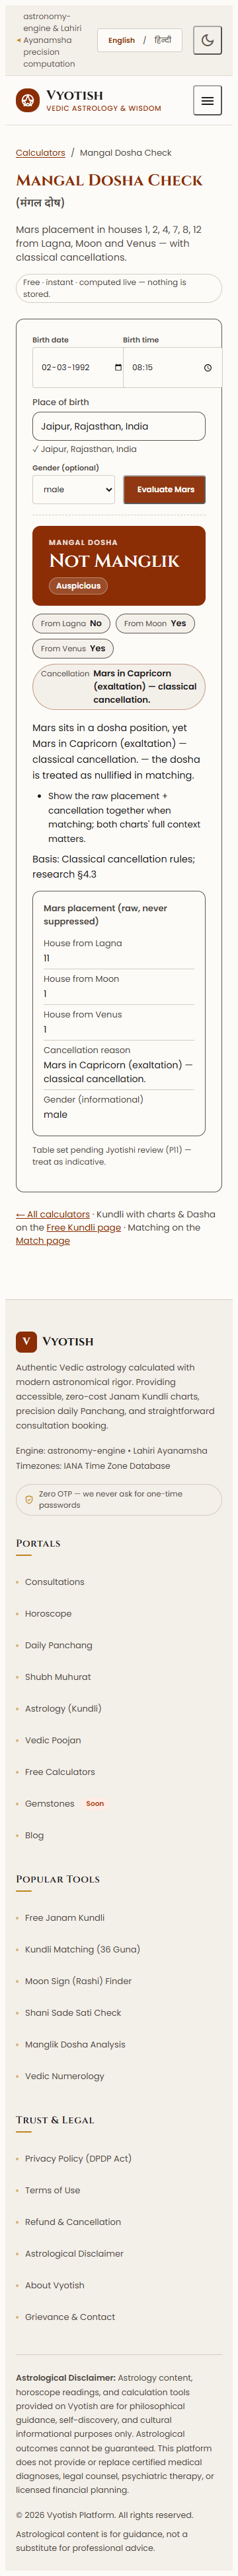 astronomy-
engine & Lahiri
Ayanamsha
precision
computation
English / हिन्दी
Vyotish
VEDIC ASTROLOGY & WISDOM
Calculators / Mangal Dosha Check
Mangal Dosha Check
(मंगल दोष)
Mars placement in houses 1, 2, 4, 7, 8, 12
from Lagna, Moon and Venus — with
classical cancellations.
Free · instant · computed live — nothing is
stored.
Birth date Birth time
02-03-1992 08:15
Place of birth
Jaipur, Rajasthan, India
✓ Jaipur, Rajasthan, India
Gender (optional)
male Evaluate Mars
MANGAL DOSHA
Not Manglik
Auspicious
From Lagna No From Moon Yes
From Venus Yes
Cancellation Mars in Capricorn
(exaltation) — classical
cancellation.
Mars sits in a dosha position, yet
Mars in Capricorn (exaltation) —
classical cancellation. — the dosha
is treated as nullified in matching.
• Show the raw placement +
cancellation together when
matching; both charts' full context
matters.
Basis: Classical cancellation rules;
research §4.3
Mars placement (raw, never
suppressed)
House from Lagna
11
House from Moon
1
House from Venus
1
Cancellation reason
Mars in Capricorn (exaltation) —
classical cancellation.
Gender (informational)
male
Table set pending Jyotishi review (P11) —
treat as indicative.
← All calculators · Kundli with charts & Dasha
on the Free Kundli page · Matching on the
Match page
V Vyotish
Authentic Vedic astrology calculated with
modern astronomical rigor. Providing
accessible, zero-cost Janam Kundli charts,
precision daily Panchang, and straightforward
consultation booking.
Engine: astronomy-engine • Lahiri Ayanamsha
Timezones: IANA Time Zone Database
Zero OTP — we never ask for one-time
passwords
Portals
Consultations
Horoscope
Daily Panchang
Shubh Muhurat
Astrology (Kundli)
Vedic Poojan
Free Calculators
Gemstones Soon
Blog
Popular Tools
Free Janam Kundli
Kundli Matching (36 Guna)
Moon Sign (Rashi) Finder
Shani Sade Sati Check
Manglik Dosha Analysis
Vedic Numerology
Trust & Legal
Privacy Policy (DPDP Act)
Terms of Use
Refund & Cancellation
Astrological Disclaimer
About Vyotish
Grievance & Contact
Astrological Disclaimer: Astrology content,
horoscope readings, and calculation tools
provided on Vyotish are for philosophical
guidance, self-discovery, and cultural
informational purposes only. Astrological
outcomes cannot be guaranteed. This platform
does not provide or replace certified medical
diagnoses, legal counsel, psychiatric therapy, or
licensed financial planning.
© 2026 Vyotish Platform. All rights reserved.
Astrological content is for guidance, not a
substitute for professional advice.